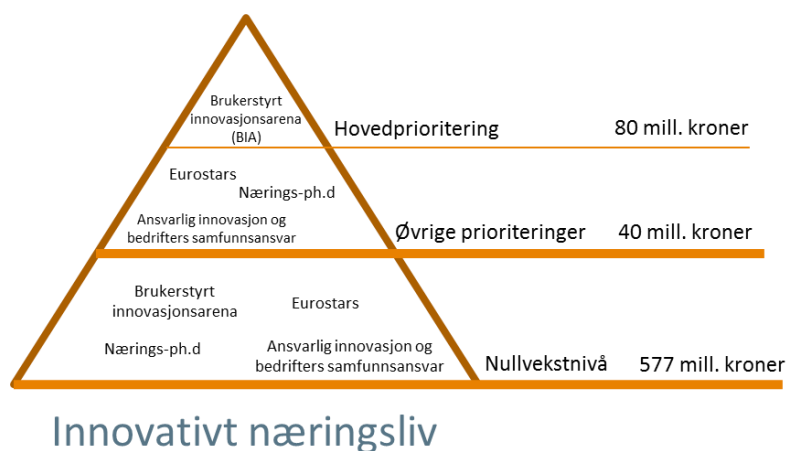 Brukerstyrt
innovasjonsarena
(BIA)
Hovedprioritering 80 mill. kroner
Eurostars
Nærings-ph.d
Ansvarlig innovasjon og
bedrifters samfunnsansvar
Øvrige prioriteringer 40 mill. kroner
Brukerstyrt
innovasjonsarena
Eurostars
Nærings-ph.d
Ansvarlig innovasjon og
bedrifters samfunnsansvar
Nullvekstnivå 577 mill. kroner
Innovativt næringsliv